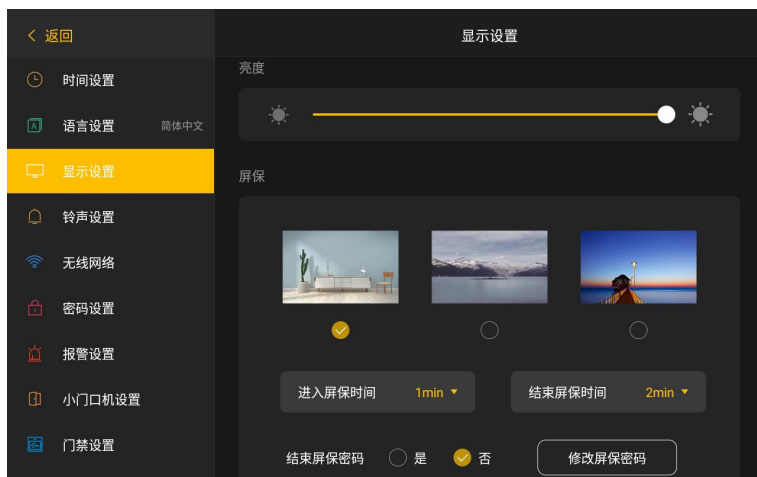 返回
时间设置
语言设置 简体中文
显示设置
铃声设置
无线网络
密码设置
报警设置
小门口机设置
门禁设置
显示设置
亮度
屏保
进入屏保时间 1min 结束屏保时间 2min
结束屏保密码 是 否 修改屏保密码